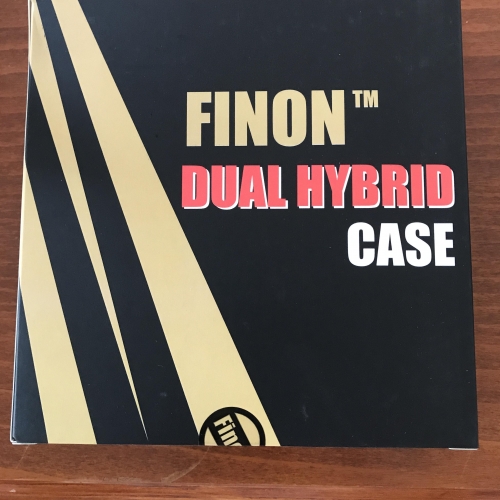 FINON™
DUAL HYBRID
CASE